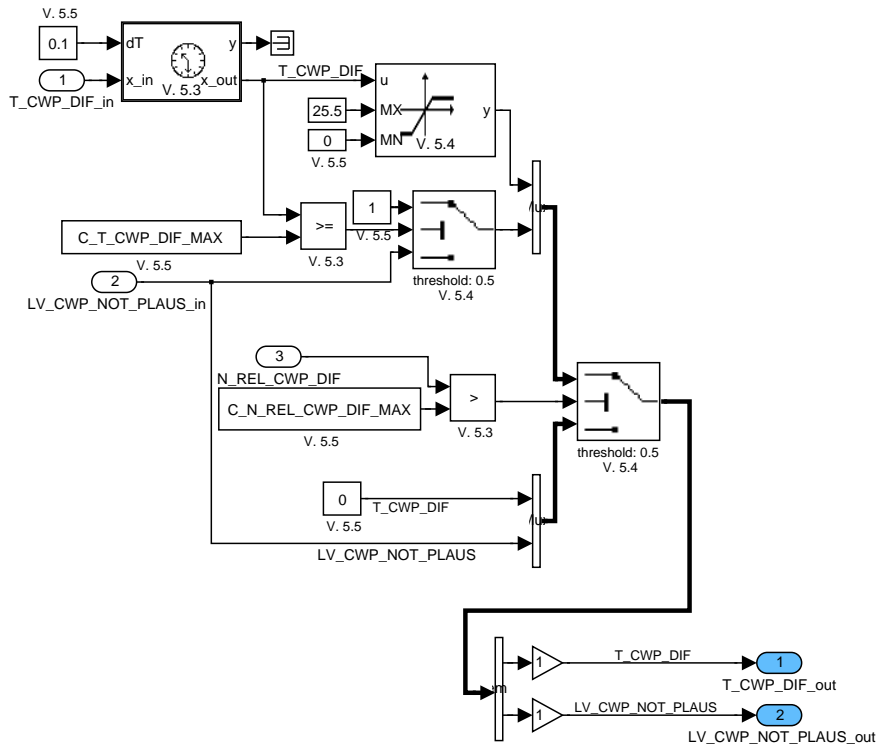 V. 5.5
0.1
dT
y
1
x_in
x_out
V. 5.3
T_CWP_DIF_in
T_CWP_DIF
u
25.5
MX
y
0
MN
V. 5.4
V. 5.5
1
V. 5.5
C_T_CWP_DIF_MAX
>=
V. 5.5
V. 5.3
threshold: 0.5
V. 5.4
2
LV_CWP_NOT_PLAUS_in
3
N_REL_CWP_DIF
C_N_REL_CWP_DIF_MAX
>
V. 5.5
V. 5.3
threshold: 0.5
V. 5.4
0
T_CWP_DIF
V. 5.5
LV_CWP_NOT_PLAUS
1
T_CWP_DIF
1
T_CWP_DIF_out
1
LV_CWP_NOT_PLAUS
2
LV_CWP_NOT_PLAUS_out